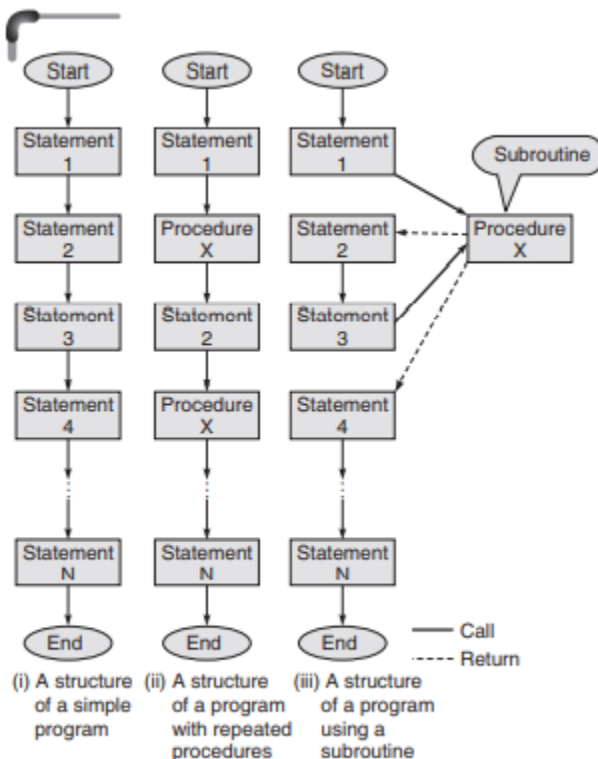 Start
Statement
1
Statement
2
Statement
3
Statement
4
Statement
N
End
(i) A structure
of a simple
program
Start
Statement
1
Procedure
X
Statement
2
Procedure
X
Statement
N
End
(ii) A structure
of a program
with repeated
procedures
Start
Statement
1
Statement
2
Statement
3
Statement
4
Statement
N
End
(iii) A structure
of a program
using a
subroutine
Subroutine
Procedure
X
Call
Return